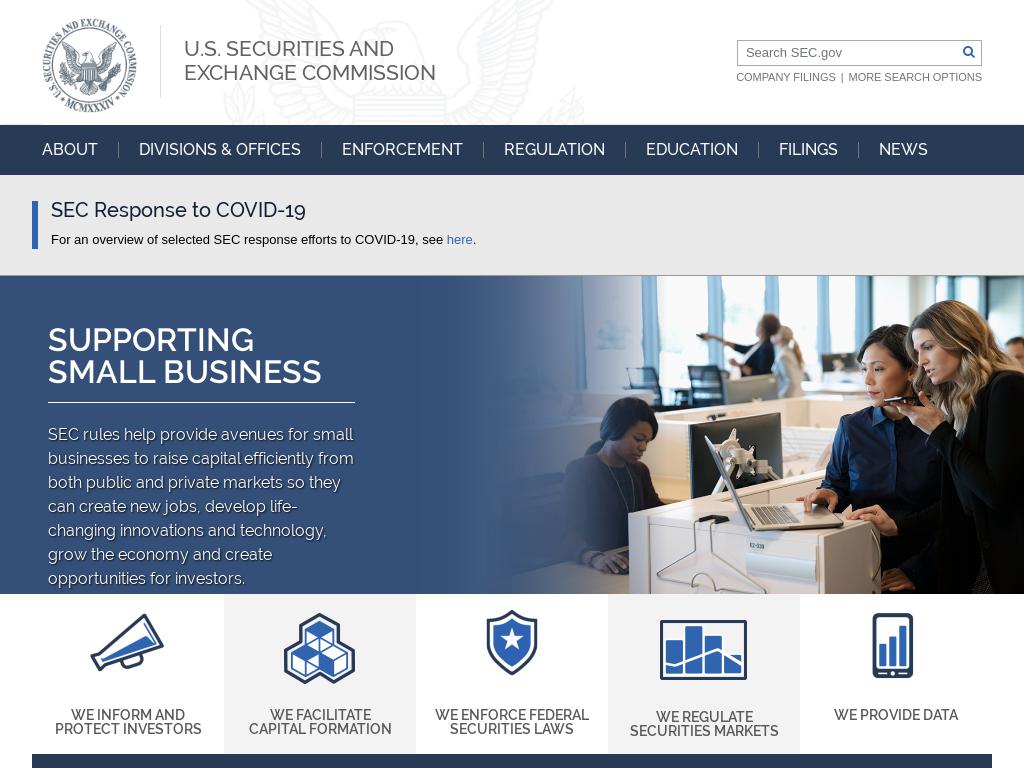 U.S. SECURITIES AND EXCHANGE COMMISSION
MCMXXXIV
U.S. SECURITIES AND
EXCHANGE COMMISSION
Search SEC.gov
COMPANY FILINGS | MORE SEARCH OPTIONS
ABOUT
DIVISIONS & OFFICES
ENFORCEMENT
REGULATION
EDUCATION
FILINGS
NEWS
SEC Response to COVID-19
For an overview of selected SEC response efforts to COVID-19, see here.
SUPPORTING
SMALL BUSINESS
SEC rules help provide avenues for small
businesses to raise capital efficiently from
both public and private markets so they
can create new jobs, develop life-
changing innovations and technology,
grow the economy and create
opportunities for investors.
WE INFORM AND
PROTECT INVESTORS
WE FACILITATE
CAPITAL FORMATION
WE ENFORCE FEDERAL
SECURITIES LAWS
WE REGULATE
SECURITIES MARKETS
WE PROVIDE DATA